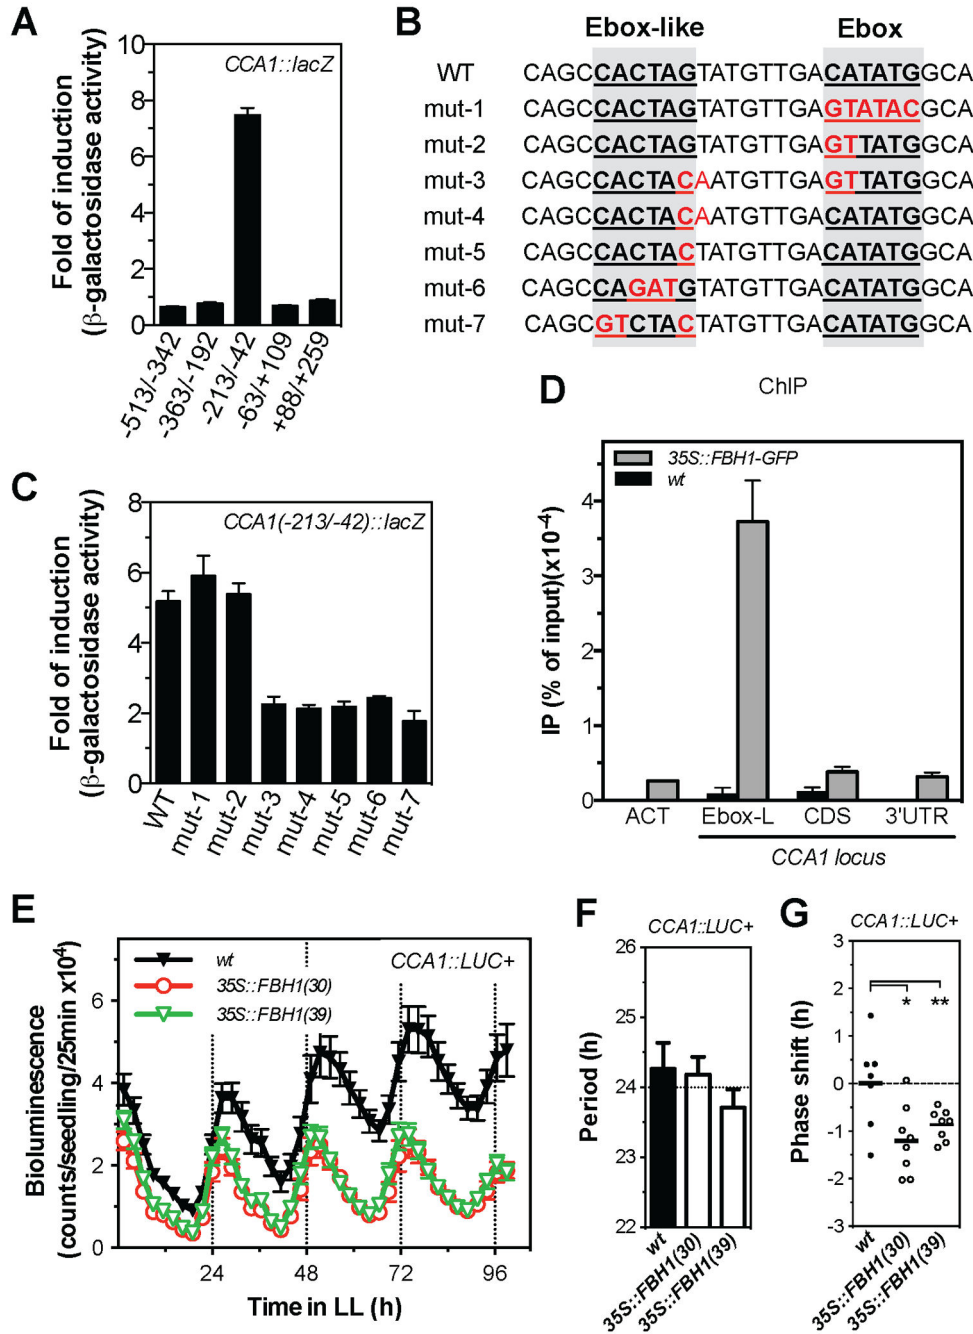 A
Fold of induction
(β-galactosidase activity)
CCA1::lacZ
10
8
6
4
2
0
-513/-342
-363/-192
-213/-42
-63/+109
+88/+259
B
Ebox-like Ebox
WT CAGCCACTAGTATGTTGACATATGGCA
mut-1 CAGCCACTAGTATGTTGAGTATACGCA
mut-2 CAGCCACTAGTATGTTGAGTTATGGCA
mut-3 CAGCCACTACAATGTTGAGTTATGGCA
mut-4 CAGCCACTACAATGTTGACATATGGCA
mut-5 CAGCCACTACTATGTTGACATATGGCA
mut-6 CAGCCAGATGTATGTTGACATATGGCA
mut-7 CAGCGTCTACTATGTTGACATATGGCA
C
Fold of induction
(β-galactosidase activity)
CCA1(-213/-42)::lacZ
8
6
4
2
0
WT
mut-1
mut-2
mut-3
mut-4
mut-5
mut-6
mut-7
D
ChIP
IP (% of input)(x10-4)
35S::FBH1-GFP
wt
4
3
2
1
0
ACT Ebox-L CDS 3'UTR
CCA1 locus
E
Bioluminescence
(counts/seedling/25min x10⁴)
wt
35S::FBH1(30)
35S::FBH1(39)
CCA1::LUC+
6
4
2
0
24 48 72 96
Time in LL (h)
F
CCA1::LUC+
Period (h)
26
25
24
23
22
wt
35S::FBH1(30)
35S::FBH1(39)
G
CCA1::LUC+
Phase shift (h)
3
2
1
0
-1
-2
-3
* **
wt
35S::FBH1(30)
35S::FBH1(39)